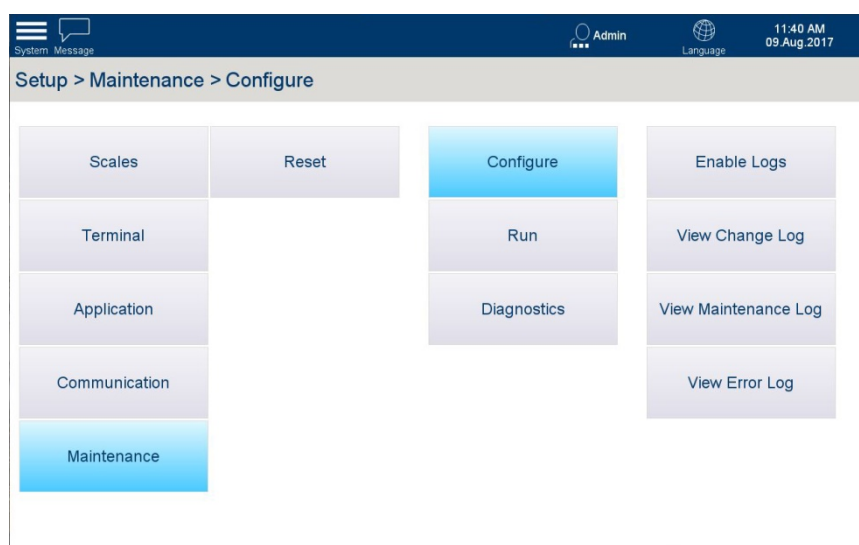 System Message
Admin
Language
11:40 AM
09.Aug.2017
Setup > Maintenance > Configure
Scales
Reset
Configure
Enable Logs
Terminal
Run
View Change Log
Application
Diagnostics
View Maintenance Log
Communication
View Error Log
Maintenance